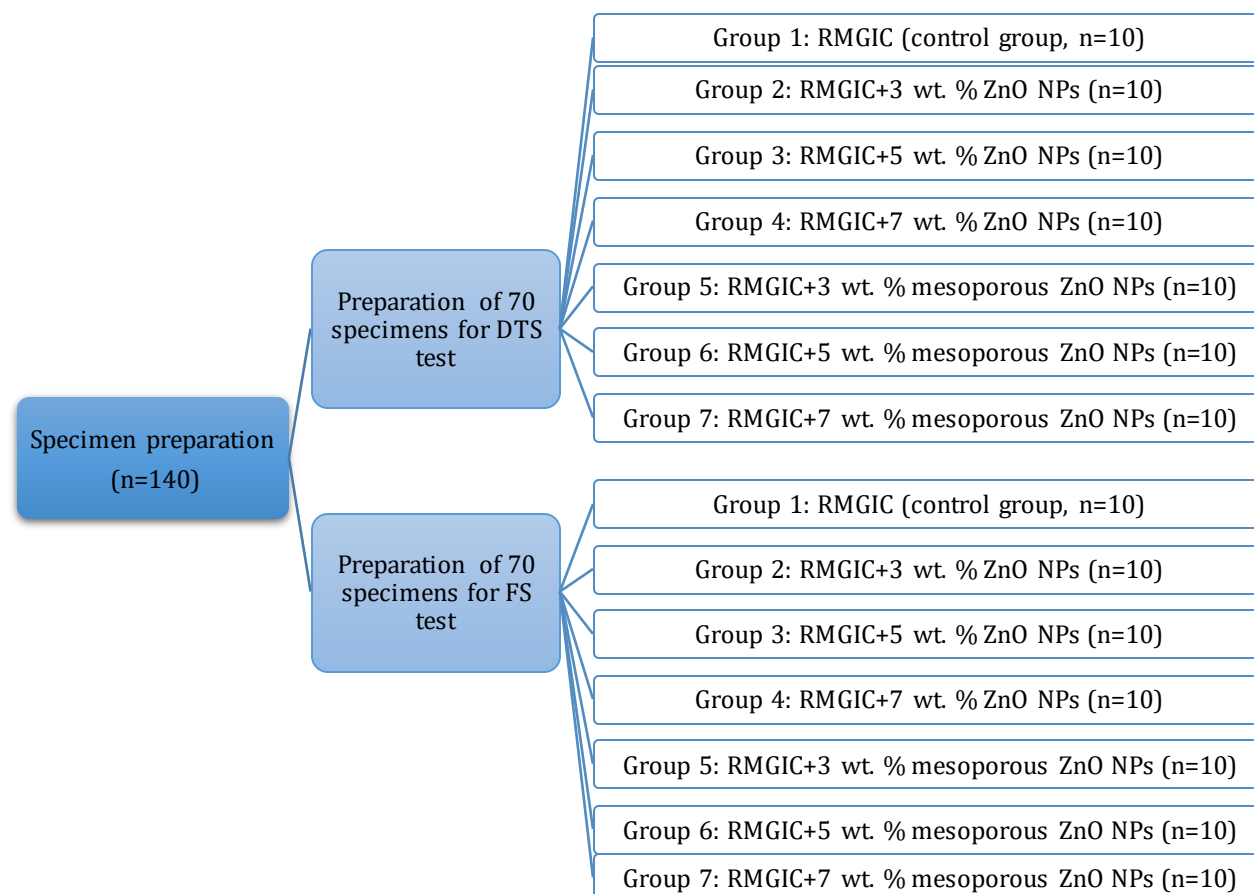 Specimen preparation
(n=140)
Preparation of 70
specimens for DTS
test
Group 1: RMGIC (control group, n=10)
Group 2: RMGIC+3 wt. % ZnO NPs (n=10)
Group 3: RMGIC+5 wt. % ZnO NPs (n=10)
Group 4: RMGIC+7 wt. % ZnO NPs (n=10)
Group 5: RMGIC+3 wt. % mesoporous ZnO NPs (n=10)
Group 6: RMGIC+5 wt. % mesoporous ZnO NPs (n=10)
Group 7: RMGIC+7 wt. % mesoporous ZnO NPs (n=10)
Preparation of 70
specimens for FS
test
Group 1: RMGIC (control group, n=10)
Group 2: RMGIC+3 wt. % ZnO NPs (n=10)
Group 3: RMGIC+5 wt. % ZnO NPs (n=10)
Group 4: RMGIC+7 wt. % ZnO NPs (n=10)
Group 5: RMGIC+3 wt. % mesoporous ZnO NPs (n=10)
Group 6: RMGIC+5 wt. % mesoporous ZnO NPs (n=10)
Group 7: RMGIC+7 wt. % mesoporous ZnO NPs (n=10)